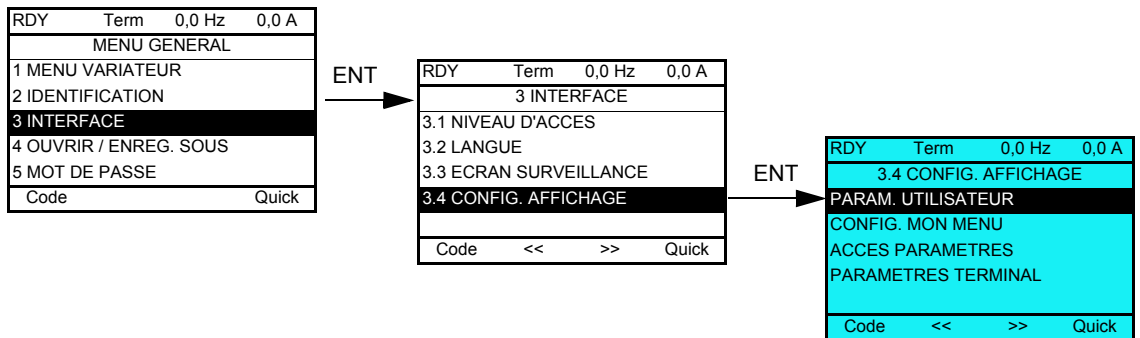 RDY Term 0,0 Hz 0,0 A
MENU GENERAL
1 MENU VARIATEUR
2 IDENTIFICATION
3 INTERFACE
4 OUVRIR / ENREG. SOUS
5 MOT DE PASSE
Code Quick
ENT
RDY Term 0,0 Hz 0,0 A
3 INTERFACE
3.1 NIVEAU D'ACCES
3.2 LANGUE
3.3 ECRAN SURVEILLANCE
3.4 CONFIG. AFFICHAGE
Code << >> Quick
ENT
RDY Term 0,0 Hz 0,0 A
3.4 CONFIG. AFFICHAGE
PARAM. UTILISATEUR
CONFIG. MON MENU
ACCES PARAMETRES
PARAMETRES TERMINAL
Code << >> Quick